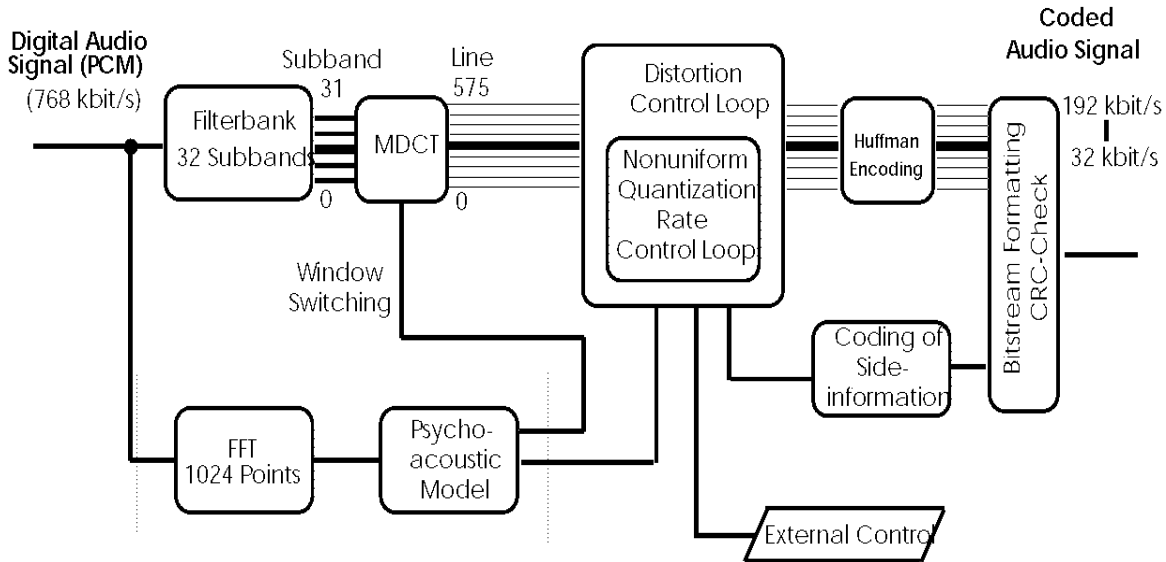 Digital Audio
Signal (PCM)
(768 kbit/s)
Filterbank
32 Subbands
Subband
31
0
MDCT
Line
575
0
Window
Switching
Distortion
Control Loop
Nonuniform
Quantization
Rate
Control Loop
Huffman
Encoding
Bitstream Formatting
CRC-Check
Coded
Audio Signal
192 kbit/s
32 kbit/s
Coding of
Side-
information
FFT
1024 Points
Psycho-
acoustic
Model
External Control